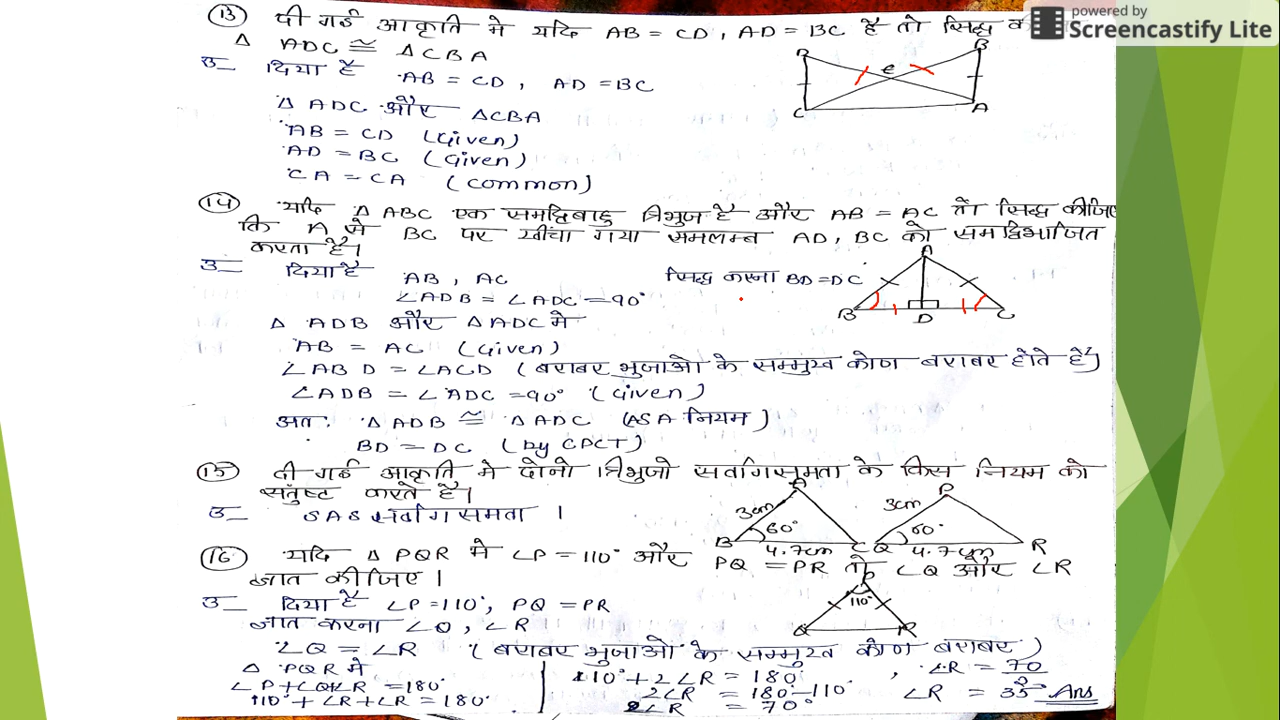 powered by
Screencastify Lite
(13) दी गई आकृति मे यदि AB = CD, AD = BC है तो सिद्ध
Δ ADC ≅ ΔCBA
उ— दिया है AB = CD, AD = BC
Δ ADC और ΔCBA
AB = CD (Given)
AD = BC (Given)
CA = CA (common)
D B
e
C A
(14) यदि Δ ABC एक समद्विबाहु त्रिभुज है और AB = AC तो सिद्ध कीजिए
कि A से BC पर खींचा गया समलम्ब AD, BC को समद्विभाजित
करता है।
उ— दिया है AB, AC सिद्ध करना BD = DC
∠ADB = ∠ADC = 90°
Δ ADB और ΔADC मे
AB = AC (Given)
∠ABD = ∠ACD (बराबर भुजाओ के सम्मुख कोण बराबर होते हैं)
∠ADB = ∠ADC = 90° (Given)
अत: ΔADB ≅ ΔADC (ASA नियम)
BD = DC (by CPCT)
A
B D C
(15) दी गई आकृति मे दोनो त्रिभुजो सर्वांगसमता के किस नियम को
संतुष्ट करते है।
उ— SAS सर्वांगसमता ।
A P
3cm 3cm
60° 60°
B 4.7cm C Q 4.7cm R
(16) यदि Δ PQR मे ∠P = 110° और PQ = PR तो ∠Q और ∠R
ज्ञात कीजिए ।
उ— दिया है ∠P = 110°, PQ = PR
ज्ञात करना ∠Q, ∠R
P
110°
Q R
∠Q = ∠R (बराबर भुजाओ के सम्मुख कोण बराबर)
Δ PQR मे
∠P+∠Q+∠R = 180°
110° + ∠R + ∠R = 180°
110° + 2∠R = 180°
2∠R = 180 - 110°
2∠R = 70°
, ∠R = 70/2
∠R = 35° Ans